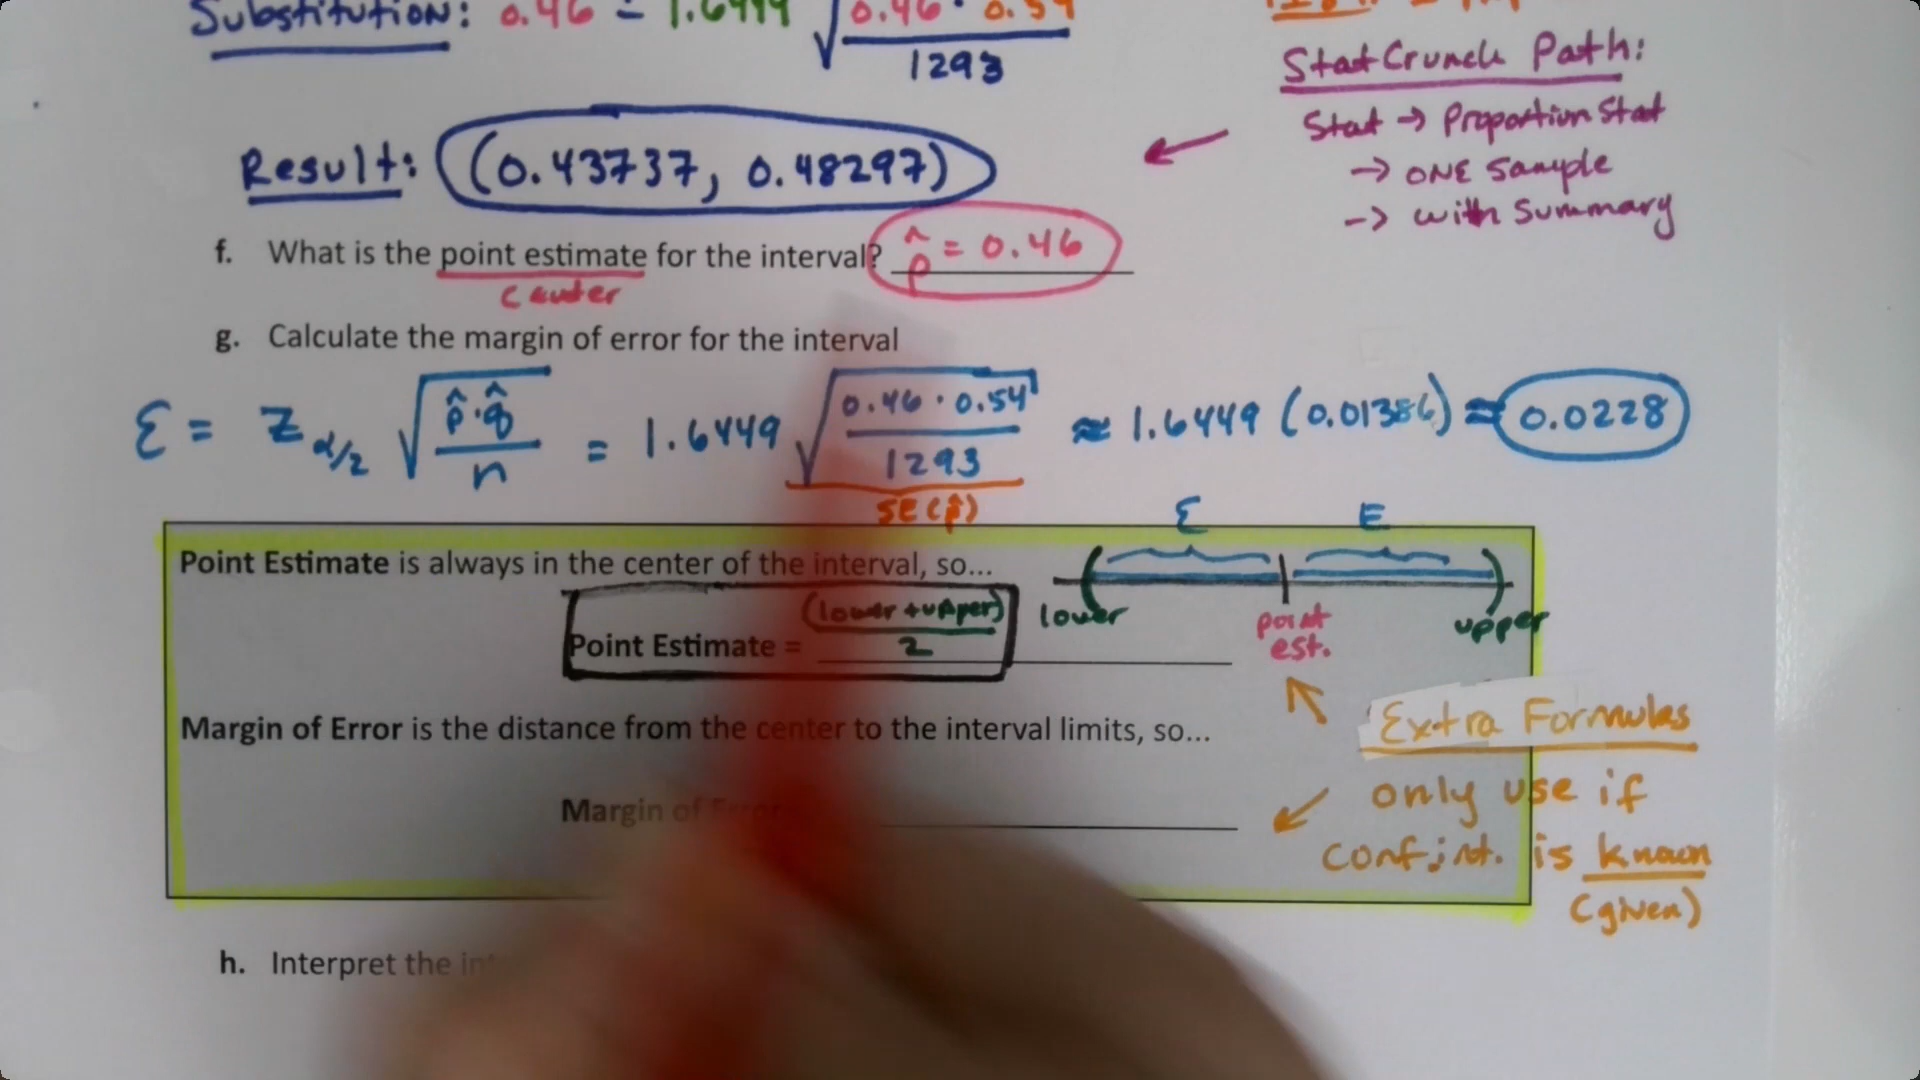 Substitution: 0.46 - 1.6449 √ 0.46 · 0.54
1293
StatCrunch Path:
Stat → Proportion Stat
→ ONE Sample
→ with Summary
Result: (0.43737, 0.48297)
f. What is the point estimate for the interval? p̂ = 0.46
center
g. Calculate the margin of error for the interval
E = Z α/2 √ p̂·q̂ / n = 1.6449 √ 0.46 · 0.54 / 1293 ≈ 1.6449 (0.01386) ≈ 0.0228
SE(p̂)
E E
Point Estimate is always in the center of the interval, so...
lower point est. upper
Point Estimate = (lower + upper) / 2
Margin of Error is the distance from the center to the interval limits, so...
Extra Formulas
only use if
conf. int. is known
(given)
Margin of
h. Interpret the